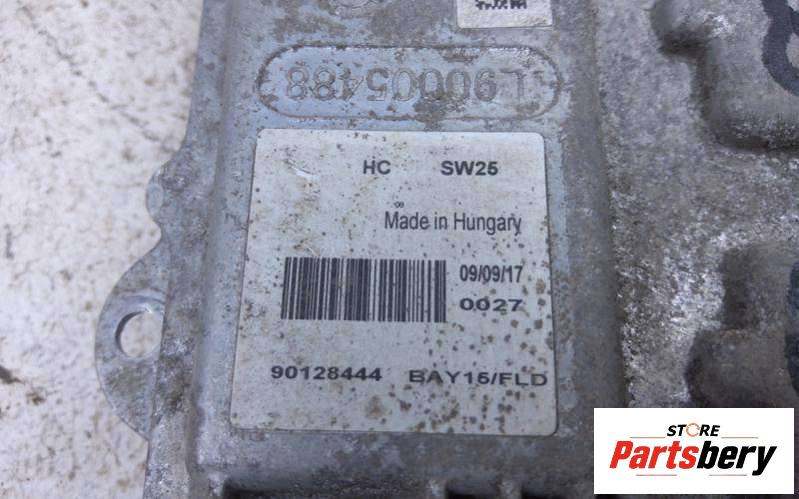 L90005488
HC SW25
Made in Hungary
09/09/17
0027
90128444 BAY15/FLD
STORE
Partsbery